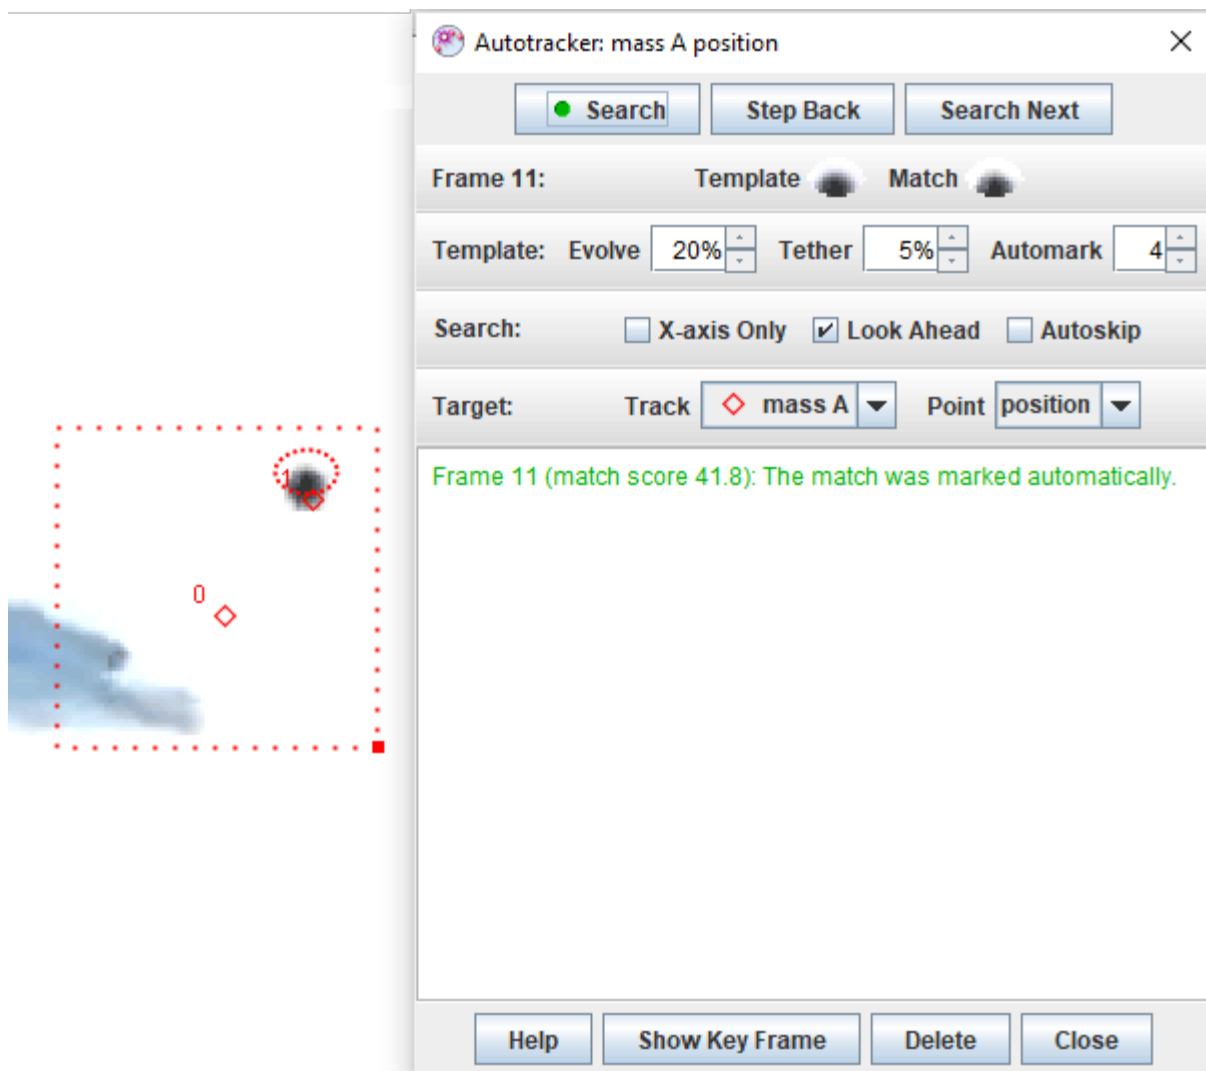 Autotracker: mass A position
Search Step Back Search Next
Frame 11: Template Match
Template: Evolve 20% Tether 5% Automark 4
Search: X-axis Only Look Ahead Autoskip
Target: Track mass A Point position
Frame 11 (match score 41.8): The match was marked automatically.
1
0
Help Show Key Frame Delete Close